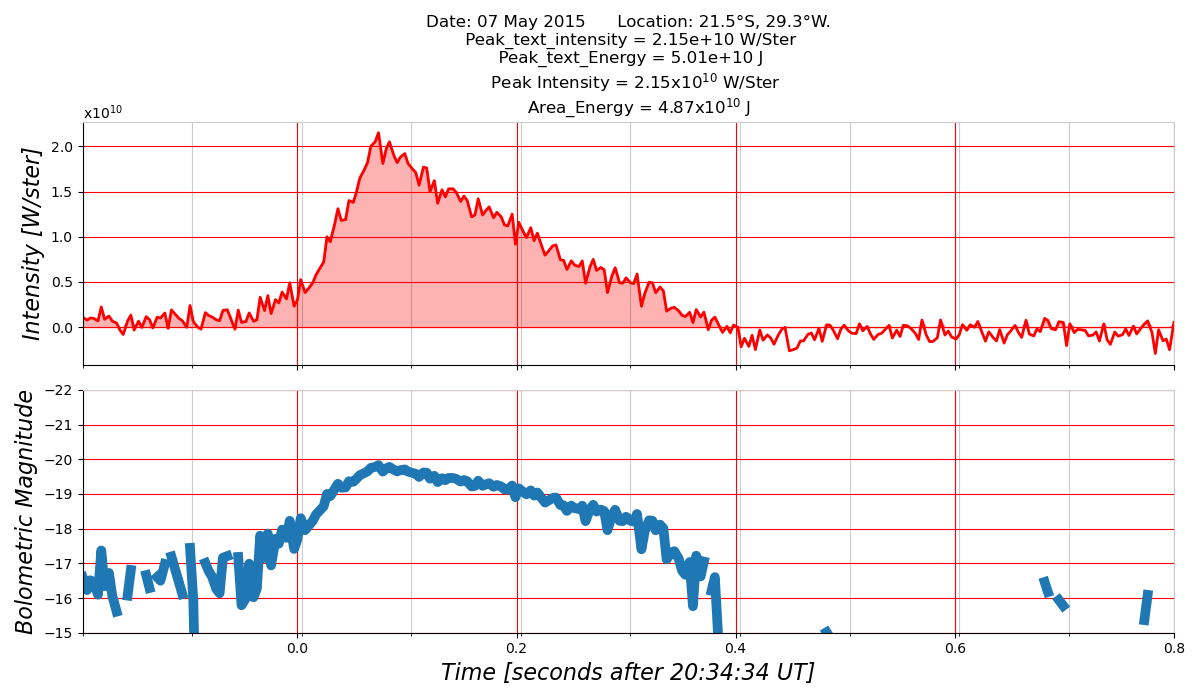 Date: 07 May 2015      Location: 21.5°S, 29.3°W.
Peak_text_intensity = 2.15e+10 W/Ster
Peak_text_Energy = 5.01e+10 J
Peak Intensity = 2.15x10¹⁰ W/Ster
Area_Energy = 4.87x10¹⁰ J
x10¹⁰
Intensity [W/ster]
2.0
1.5
1.0
0.5
0.0
Bolometric Magnitude
−22
−21
−20
−19
−18
−17
−16
−15
0.0 0.2 0.4 0.6 0.8
Time [seconds after 20:34:34 UT]